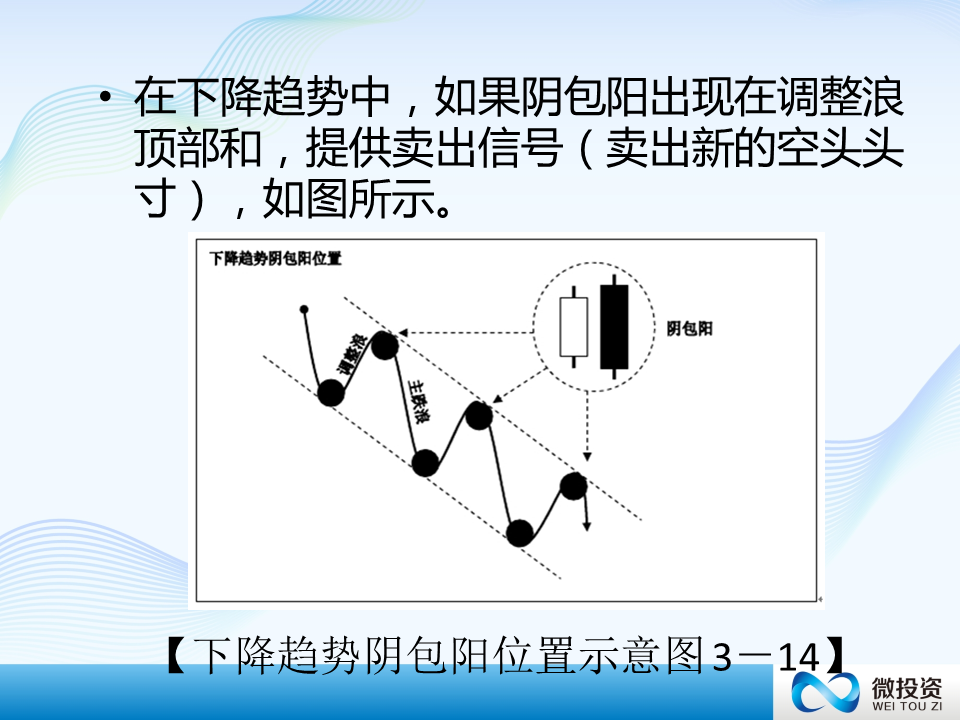 • 在下降趋势中，如果阴包阳出现在调整浪
顶部和，提供卖出信号（卖出新的空头头
寸），如图所示。
下降趋势阴包阳位置
阴包阳
调整浪
主跌浪
【下降趋势阴包阳位置示意图3－14】
微投资
WEI TOU ZI